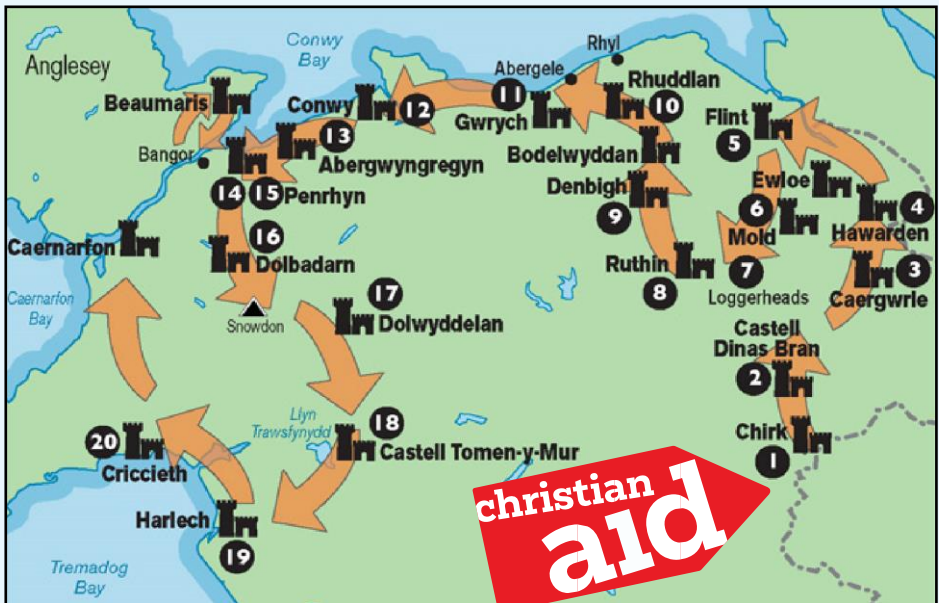 Conwy
Bay
Rhyl
Anglesey
Abergele
Rhuddlan
Beaumaris
Conwy
12
11
Gwrych
10
Flint
5
13
Abergwyngregyn
Bodelwyddan
Bangor
14
15
Penrhyn
Denbigh
9
Ewloe
6
Mold
4
Hawarden
Caernarfon
16
Dolbadarn
Ruthin
8
7
Loggerheads
3
Caergwrle
Caernarfon
Bay
Snowdon
17
Dolwyddelan
Castell
Dinas Bran
2
Llyn
Trawsfynydd
18
Castell Tomen-y-Mur
Chirk
1
20
Criccieth
Harlech
19
christian
aid
Tremadog
Bay